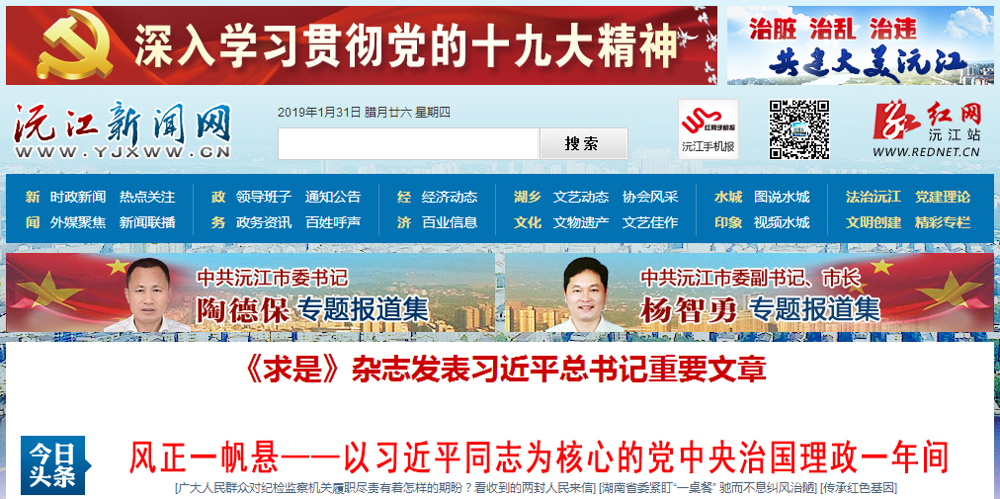 深入学习贯彻党的十九大精神
治脏 治乱 治违
共建大美沅江
沅江新闻网
WWW.YJXWW.CN
2019年1月31日 腊月廿六 星期四
搜索
红网手机报
沅江手机报
红网
沅江站
WWW.REDNET.CN
新闻 时政新闻 热点关注
外媒聚焦 新闻联播
政务 领导班子 通知公告
政务资讯 百姓呼声
经济 经济动态
百业信息
湖乡文化 文艺动态 协会风采
文物遗产 文艺佳作
水城印象 图说水城
视频水城
法治沅江 党建理论
文明创建 精彩专栏
中共沅江市委书记
陶德保 专题报道集
中共沅江市委副书记、市长
杨智勇 专题报道集
《求是》杂志发表习近平总书记重要文章
今日头条
风正一帆悬——以习近平同志为核心的党中央治国理政一年间
[广大人民群众对纪检监察机关履职尽责有着怎样的期盼？看收到的两封人民来信] [湖南省委紧盯“一桌餐” 驰而不息纠风治陋] [传承红色基因]